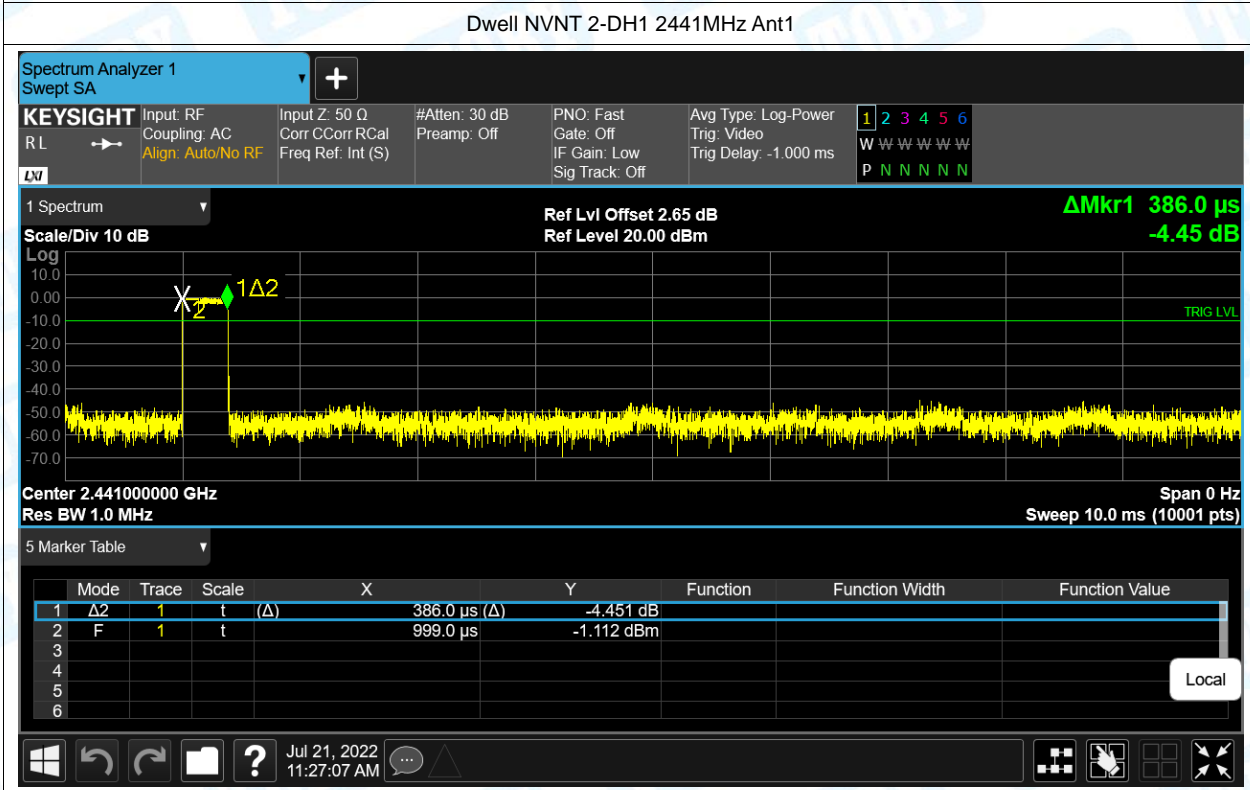 Dwell NVNT 2-DH1 2441MHz Ant1
Spectrum Analyzer 1
Swept SA
KEYSIGHT
R L
LXI
Input: RF
Coupling: AC
Align: Auto/No RF
Input Z: 50 Ω
Corr CCorr RCal
Freq Ref: Int (S)
#Atten: 30 dB
Preamp: Off
PNO: Fast
Gate: Off
IF Gain: Low
Sig Track: Off
Avg Type: Log-Power
Trig: Video
Trig Delay: -1.000 ms
1 2 3 4 5 6
W W W W W W
P N N N N N
1 Spectrum
Scale/Div 10 dB
Ref Lvl Offset 2.65 dB
Ref Level 20.00 dBm
ΔMkr1 386.0 µs
-4.45 dB
Log
10.0
0.00
-10.0
-20.0
-30.0
-40.0
-50.0
-60.0
-70.0
2
1Δ2
TRIG LVL
Center 2.441000000 GHz
Res BW 1.0 MHz
Span 0 Hz
Sweep 10.0 ms (10001 pts)
5 Marker Table
Mode Trace Scale X Y Function Function Width Function Value
1 Δ2 1 t (Δ) 386.0 µs (Δ) -4.451 dB
2 F 1 t 999.0 µs -1.112 dBm
3
4
5
6
Local
?
Jul 21, 2022
11:27:07 AM